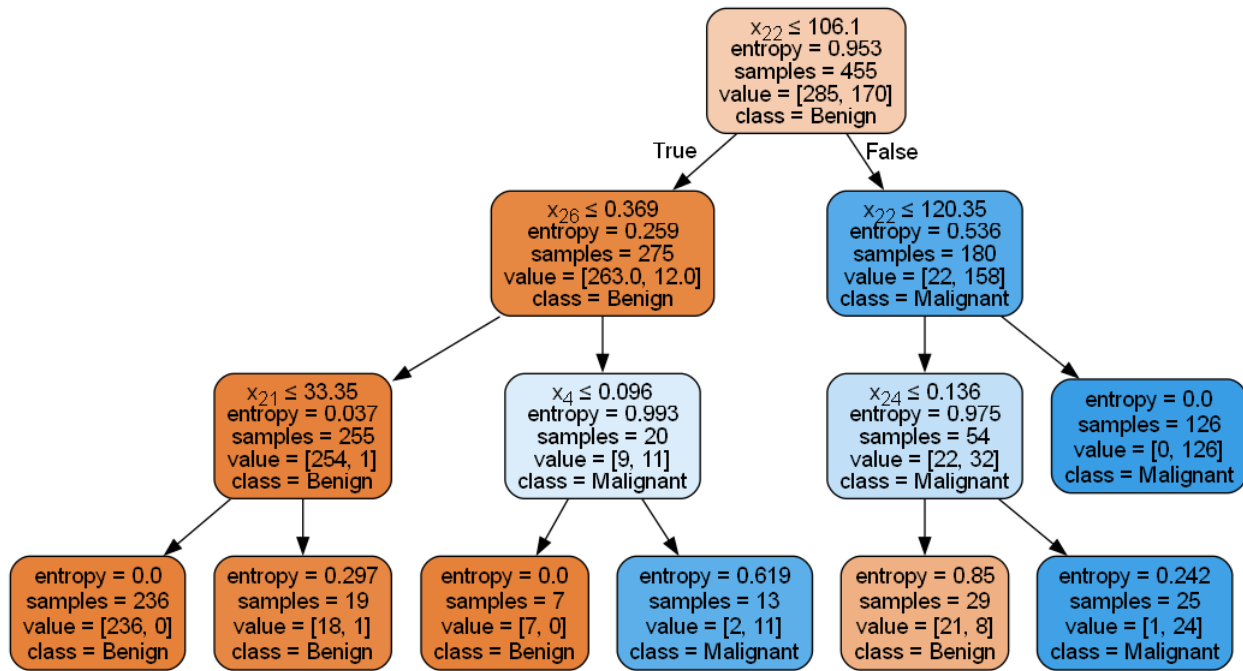 x₂₂ ≤ 106.1
entropy = 0.953
samples = 455
value = [285, 170]
class = Benign
True
False
x₂₆ ≤ 0.369
entropy = 0.259
samples = 275
value = [263.0, 12.0]
class = Benign
x₂₂ ≤ 120.35
entropy = 0.536
samples = 180
value = [22, 158]
class = Malignant
x₂₁ ≤ 33.35
entropy = 0.037
samples = 255
value = [254, 1]
class = Benign
x₄ ≤ 0.096
entropy = 0.993
samples = 20
value = [9, 11]
class = Malignant
x₂₄ ≤ 0.136
entropy = 0.975
samples = 54
value = [22, 32]
class = Malignant
entropy = 0.0
samples = 126
value = [0, 126]
class = Malignant
entropy = 0.0
samples = 236
value = [236, 0]
class = Benign
entropy = 0.297
samples = 19
value = [18, 1]
class = Benign
entropy = 0.0
samples = 7
value = [7, 0]
class = Benign
entropy = 0.619
samples = 13
value = [2, 11]
class = Malignant
entropy = 0.85
samples = 29
value = [21, 8]
class = Benign
entropy = 0.242
samples = 25
value = [1, 24]
class = Malignant